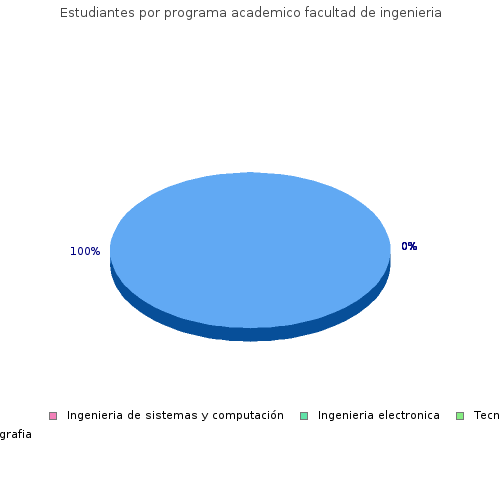 Estudiantes por programa academico facultad de ingenieria
100%
0%
Ingenieria de sistemas y computación Ingenieria electronica Tecn
grafia